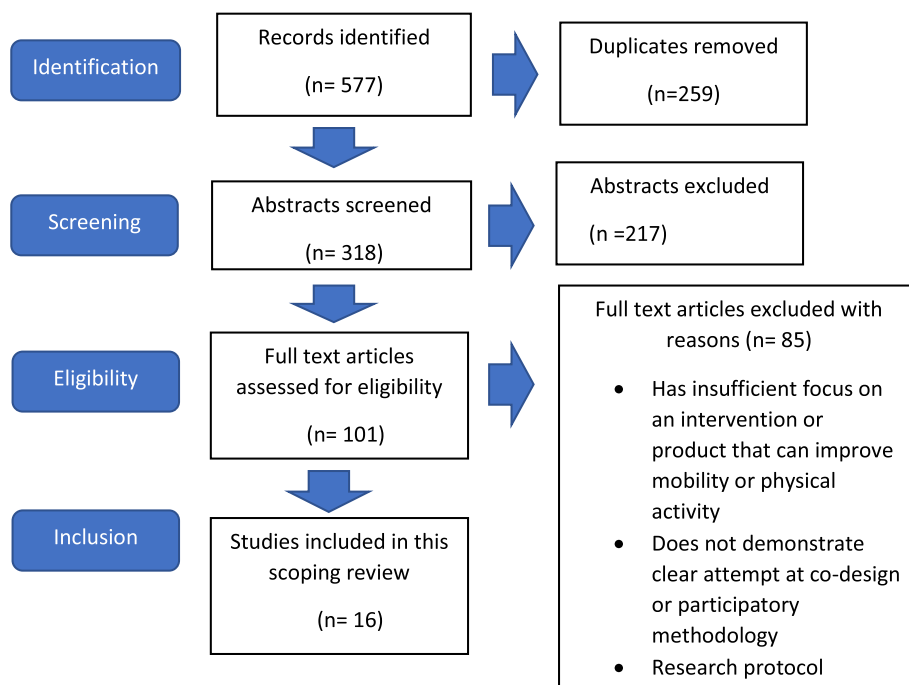 Identification
Records identified
(n= 577)
Duplicates removed
(n=259)
Screening
Abstracts screened
(n= 318)
Abstracts excluded
(n =217)
Eligibility
Full text articles
assessed for eligibility
(n= 101)
Full text articles excluded with
reasons (n= 85)
• Has insufficient focus on
an intervention or
product that can improve
mobility or physical
activity
• Does not demonstrate
clear attempt at co-design
or participatory
methodology
• Research protocol
Inclusion
Studies included in this
scoping review
(n= 16)